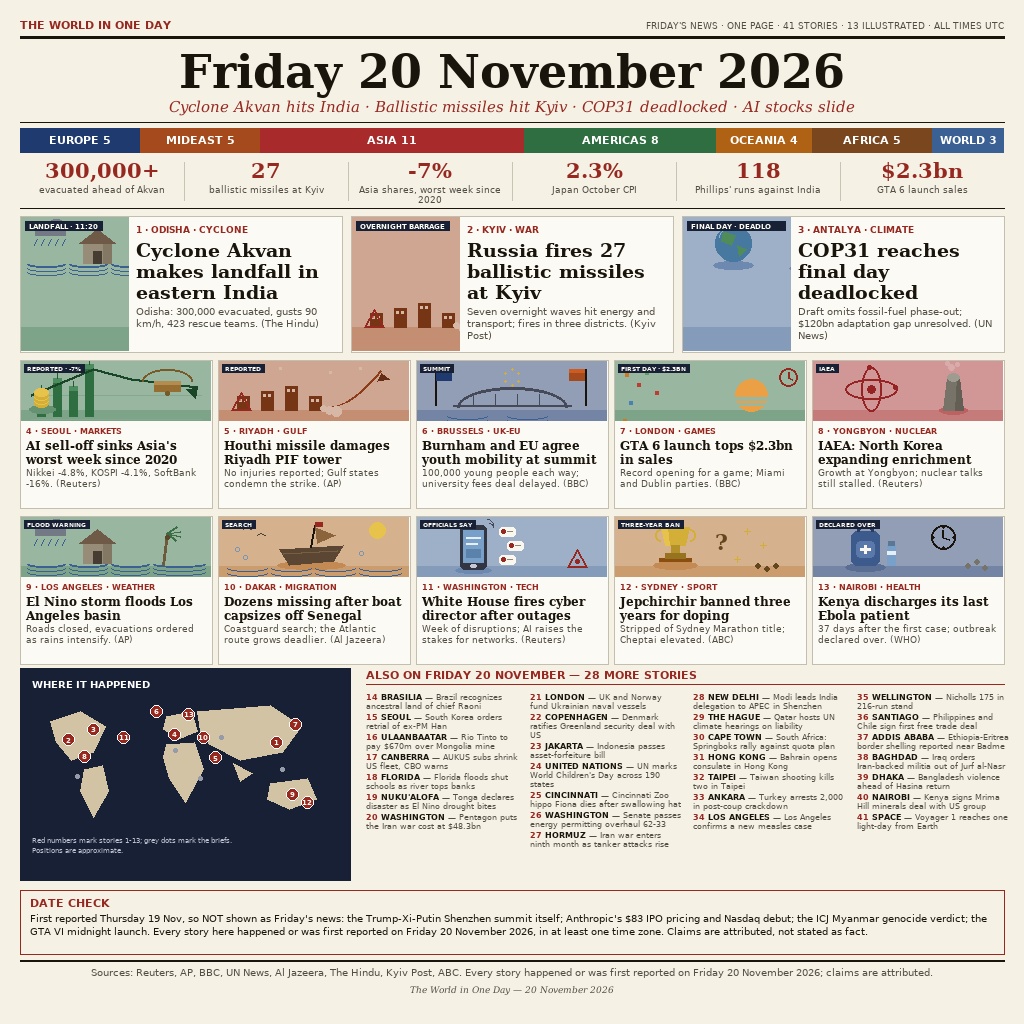 THE WORLD IN ONE DAY
FRIDAY'S NEWS · ONE PAGE · 41 STORIES · 13 ILLUSTRATED · ALL TIMES UTC
Friday 20 November 2026
Cyclone Akvan hits India · Ballistic missiles hit Kyiv · COP31 deadlocked · AI stocks slide
EUROPE 5
MIDEAST 5
ASIA 11
AMERICAS 8
OCEANIA 4
AFRICA 5
WORLD 3
300,000+
evacuated ahead of Akvan
27
ballistic missiles at Kyiv
-7%
Asia shares, worst week since
2020
2.3%
Japan October CPI
118
Phillips' runs against India
$2.3bn
GTA 6 launch sales
LANDFALL · 11:20
1 · ODISHA · CYCLONE
Cyclone Akvan
makes landfall in
eastern India
Odisha: 300,000 evacuated, gusts 90
km/h, 423 rescue teams. (The Hindu)
OVERNIGHT BARRAGE
2 · KYIV · WAR
Russia fires 27
ballistic missiles
at Kyiv
Seven overnight waves hit energy and
transport; fires in three districts. (Kyiv
Post)
FINAL DAY · DEADLO
3 · ANTALYA · CLIMATE
COP31 reaches
final day
deadlocked
Draft omits fossil-fuel phase-out;
$120bn adaptation gap unresolved. (UN
News)
REPORTED · -7%
4 · SEOUL · MARKETS
AI sell-off sinks Asia's
worst week since 2020
Nikkei -4.8%, KOSPI -4.1%, SoftBank
-16%. (Reuters)
REPORTED
5 · RIYADH · GULF
Houthi missile damages
Riyadh PIF tower
No injuries reported; Gulf states
condemn the strike. (AP)
SUMMIT
6 · BRUSSELS · UK-EU
Burnham and EU agree
youth mobility at summit
100,000 young people each way;
university fees deal delayed. (BBC)
FIRST DAY · $2.3BN
7 · LONDON · GAMES
GTA 6 launch tops $2.3bn
in sales
Record opening for a game; Miami
and Dublin parties. (BBC)
IAEA
8 · YONGBYON · NUCLEAR
IAEA: North Korea
expanding enrichment
Growth at Yongbyon; nuclear talks
still stalled. (Reuters)
FLOOD WARNING
9 · LOS ANGELES · WEATHER
El Nino storm floods Los
Angeles basin
Roads closed, evacuations ordered
as rains intensify. (AP)
SEARCH
10 · DAKAR · MIGRATION
Dozens missing after boat
capsizes off Senegal
Coastguard search; the Atlantic
route grows deadlier. (Al Jazeera)
OFFICIALS SAY
11 · WASHINGTON · TECH
White House fires cyber
director after outages
Week of disruptions; AI raises the
stakes for networks. (Reuters)
THREE-YEAR BAN
?
12 · SYDNEY · SPORT
Jepchirchir banned three
years for doping
Stripped of Sydney Marathon title;
Cheptai elevated. (ABC)
DECLARED OVER
13 · NAIROBI · HEALTH
Kenya discharges its last
Ebola patient
37 days after the first case; outbreak
declared over. (WHO)
WHERE IT HAPPENED
6
13
3
2
11
4
10
7
1
8
5
9
12
Red numbers mark stories 1-13; grey dots mark the briefs.
Positions are approximate.
ALSO ON FRIDAY 20 NOVEMBER — 28 MORE STORIES
14 BRASILIA — Brazil recognizes
ancestral land of chief Raoni
15 SEOUL — South Korea orders
retrial of ex-PM Han
16 ULAANBAATAR — Rio Tinto to
pay $670m over Mongolia mine
17 CANBERRA — AUKUS subs shrink
US fleet, CBO warns
18 FLORIDA — Florida floods shut
schools as river tops banks
19 NUKU'ALOFA — Tonga declares
disaster as El Nino drought bites
20 WASHINGTON — Pentagon puts
the Iran war cost at $48.3bn
21 LONDON — UK and Norway
fund Ukrainian naval vessels
22 COPENHAGEN — Denmark
ratifies Greenland security deal with
US
23 JAKARTA — Indonesia passes
asset-forfeiture bill
24 UNITED NATIONS — UN marks
World Children's Day across 190
states
25 CINCINNATI — Cincinnati Zoo
hippo Fiona dies after swallowing hat
26 WASHINGTON — Senate passes
energy permitting overhaul 62-33
27 HORMUZ — Iran war enters
ninth month as tanker attacks rise
28 NEW DELHI — Modi leads India
delegation to APEC in Shenzhen
29 THE HAGUE — Qatar hosts UN
climate hearings on liability
30 CAPE TOWN — South Africa:
Springboks rally against quota plan
31 HONG KONG — Bahrain opens
consulate in Hong Kong
32 TAIPEI — Taiwan shooting kills
two in Taipei
33 ANKARA — Turkey arrests 2,000
in post-coup crackdown
34 LOS ANGELES — Los Angeles
confirms a new measles case
35 WELLINGTON — Nicholls 175 in
216-run stand
36 SANTIAGO — Philippines and
Chile sign free trade deal
37 ADDIS ABABA — Ethiopia-Eritrea
border shelling reported near Badme
38 BAGHDAD — Iraq orders
Iran-backed militia out of Jurf al-Nasr
39 DHAKA — Bangladesh violence
ahead of Hasina return
40 NAIROBI — Kenya signs Mrima
Hill minerals deal with US group
41 SPACE — Voyager 1 reaches one
light-day from Earth
DATE CHECK
First reported Thursday 19 Nov, so NOT shown as Friday's news: the Trump-Xi-Putin Shenzhen summit itself; Anthropic's $83 IPO pricing and Nasdaq debut; the ICJ Myanmar genocide verdict; the
GTA VI midnight launch. Every story here happened or was first reported on Friday 20 November 2026, in at least one time zone. Claims are attributed, not stated as fact.
Sources: Reuters, AP, BBC, UN News, Al Jazeera, The Hindu, Kyiv Post, ABC. Every story happened or was first reported on Friday 20 November 2026; claims are attributed.
The World in One Day — 20 November 2026